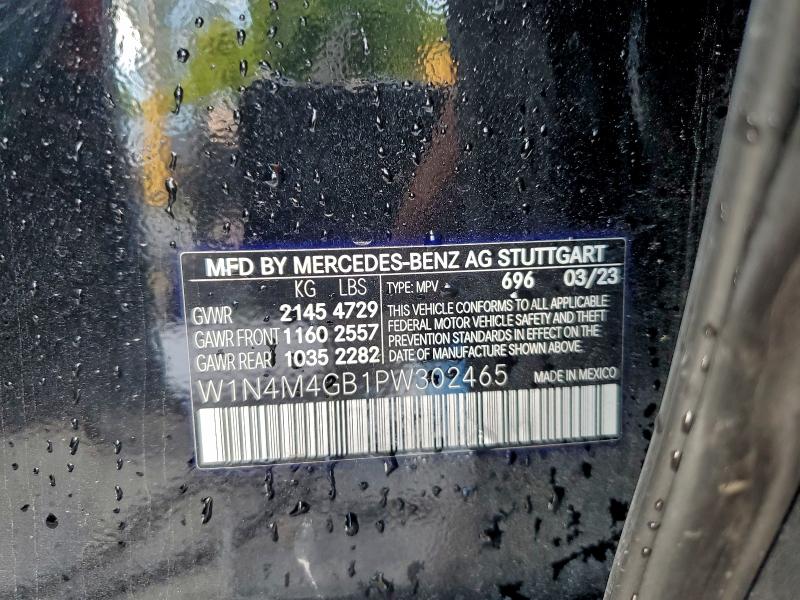 MFD BY MERCEDES-BENZ AG STUTTGART
KG LBS
GVWR 2145 4729
GAWR FRONT 1160 2557
GAWR REAR 1035 2282
TYPE: MPV 696 03/23
THIS VEHICLE CONFORMS TO ALL APPLICABLE
FEDERAL MOTOR VEHICLE SAFETY AND THEFT
PREVENTION STANDARDS IN EFFECT ON THE
DATE OF MANUFACTURE SHOWN ABOVE.
W1N4M4GB1PW302465 MADE IN MEXICO